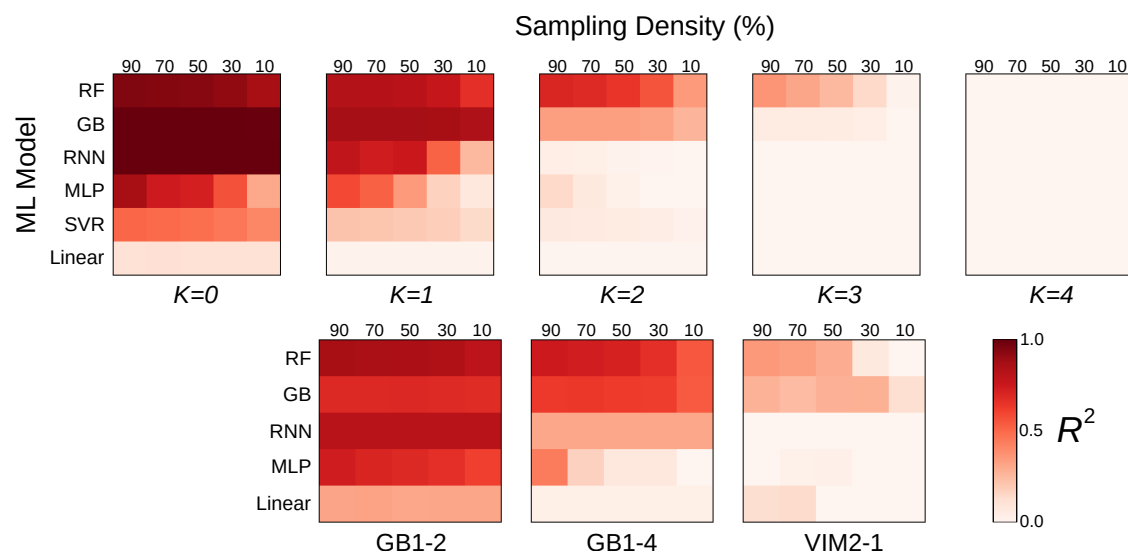 Sampling Density (%)
90 70 50 30 10 90 70 50 30 10 90 70 50 30 10 90 70 50 30 10 90 70 50 30 10
ML Model
RF
GB
RNN
MLP
SVR
Linear
K=0 K=1 K=2 K=3 K=4
90 70 50 30 10 90 70 50 30 10 90 70 50 30 10
RF
GB
RNN
MLP
Linear
GB1-2 GB1-4 VIM2-1
1.0
0.5
0.0
R²